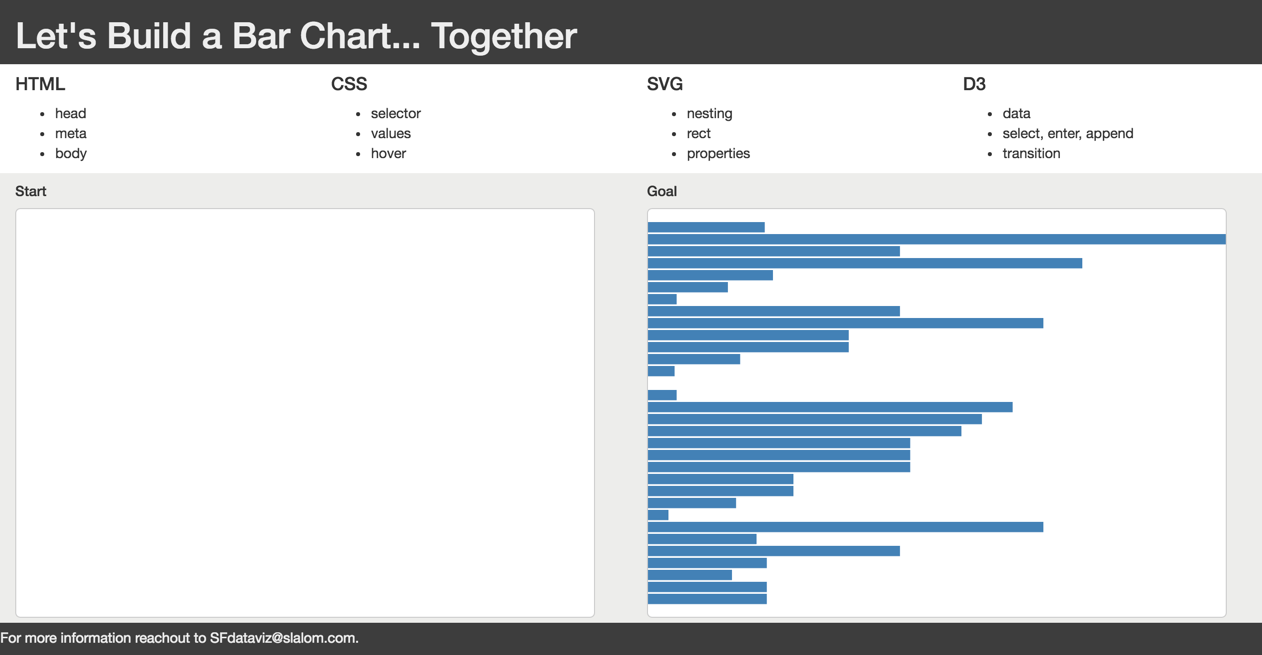 Let's Build a Bar Chart... Together
HTML
head
meta
body
CSS
selector
values
hover
SVG
nesting
rect
properties
D3
data
select, enter, append
transition
Start
Goal
For more information reachout to SFdataviz@slalom.com.